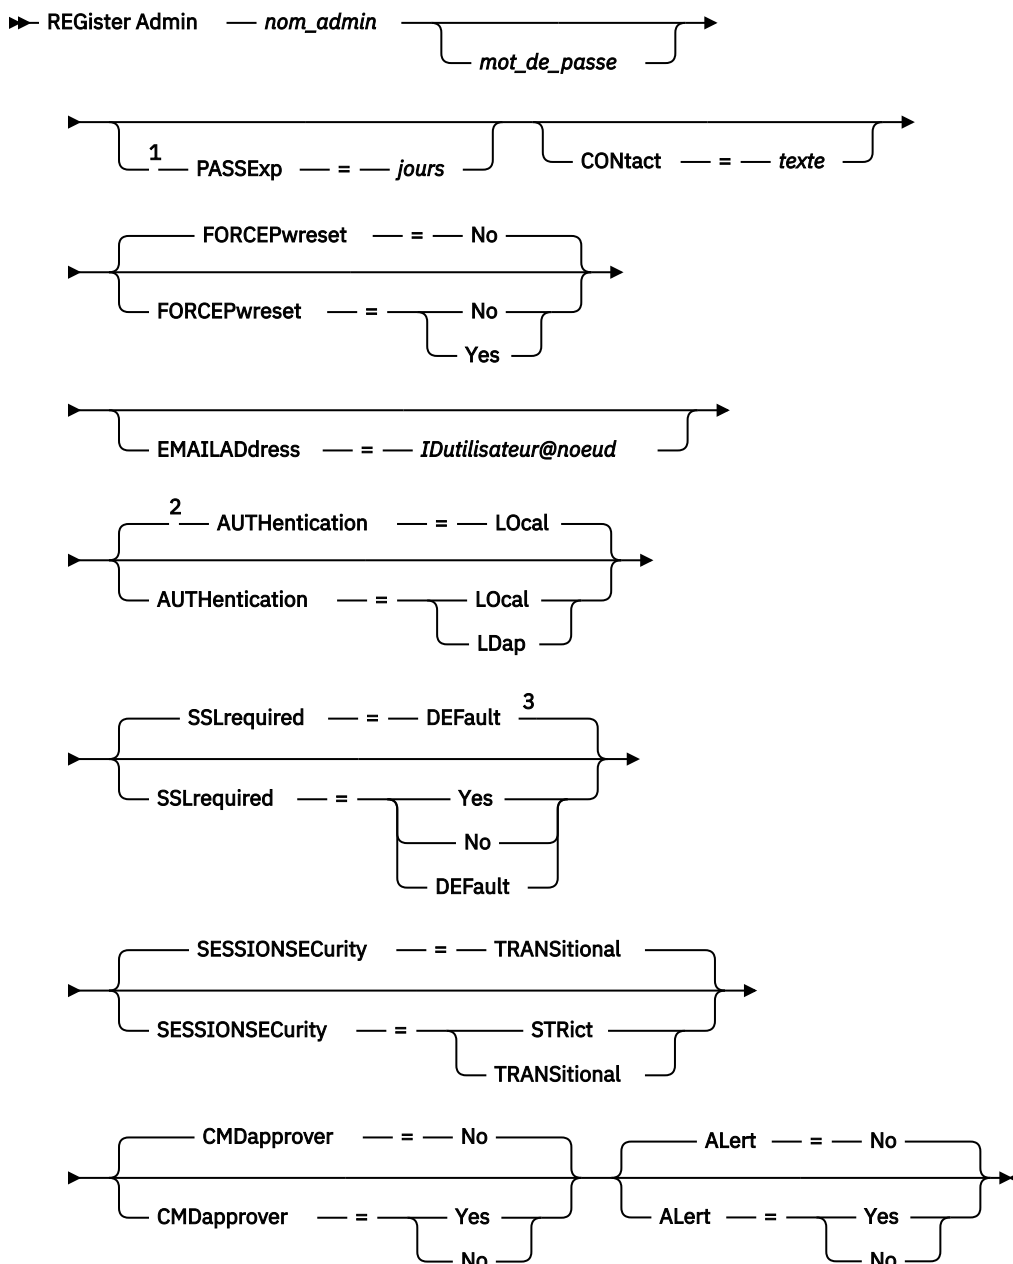 REGister Admin nom_admin
mot_de_passe
1
PASSExp = jours
CONtact = texte
FORCEPwreset = No
FORCEPwreset = No
Yes
EMAILADdress = IDutilisateur@noeud
2
AUTHentication = LOcal
AUTHentication = LOcal
LDap
SSLrequired = DEFault 3
SSLrequired = Yes
No
DEFault
SESSIONSECurity = TRANSitional
SESSIONSECurity = STRict
TRANSitional
CMDapprover = No
ALert = No
CMDapprover = Yes
ALert = Yes
No
No